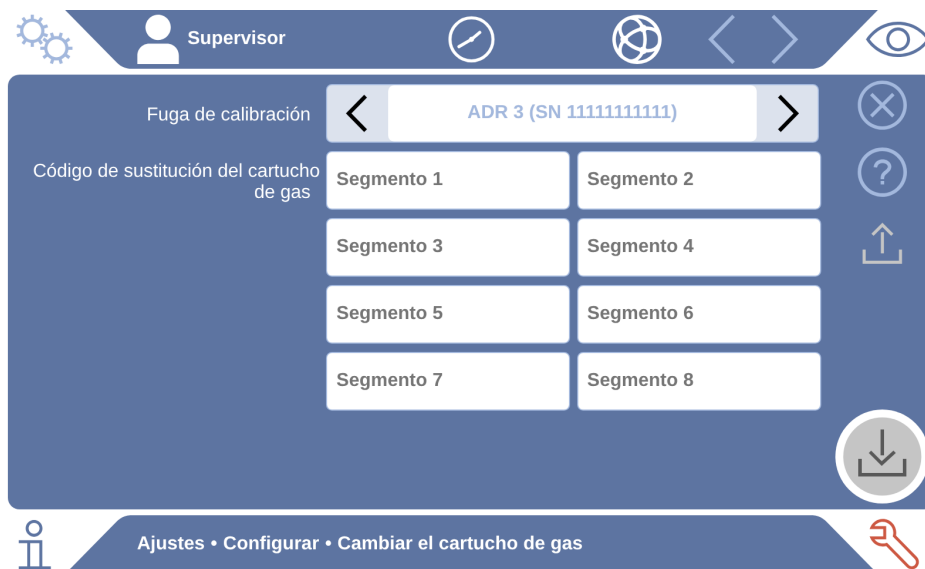 Supervisor
Fuga de calibración
ADR 3 (SN 11111111111)
Código de sustitución del cartucho
de gas
Segmento 1
Segmento 2
Segmento 3
Segmento 4
Segmento 5
Segmento 6
Segmento 7
Segmento 8
Ajustes • Configurar • Cambiar el cartucho de gas